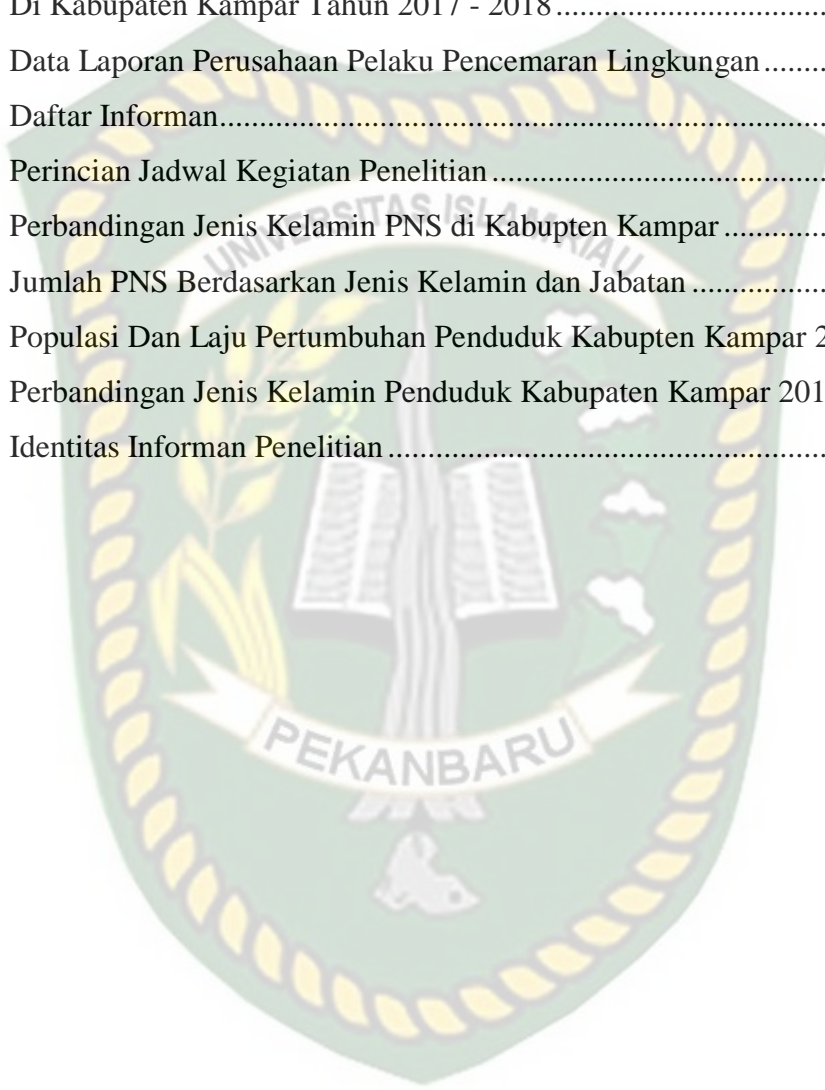 Di Kabupaten Kampar Tahun 2017 - 2018
Data Laporan Perusahaan Pelaku Pencemaran Lingkungan
Daftar Informan
Perincian Jadwal Kegiatan Penelitian
Perbandingan Jenis Kelamin PNS di Kabupten Kampar
Jumlah PNS Berdasarkan Jenis Kelamin dan Jabatan
Populasi Dan Laju Pertumbuhan Penduduk Kabupten Kampar 2
Perbandingan Jenis Kelamin Penduduk Kabupaten Kampar 201
Identitas Informan Penelitian
UNIVERSITAS ISLAM RIAU
PEKANBARU